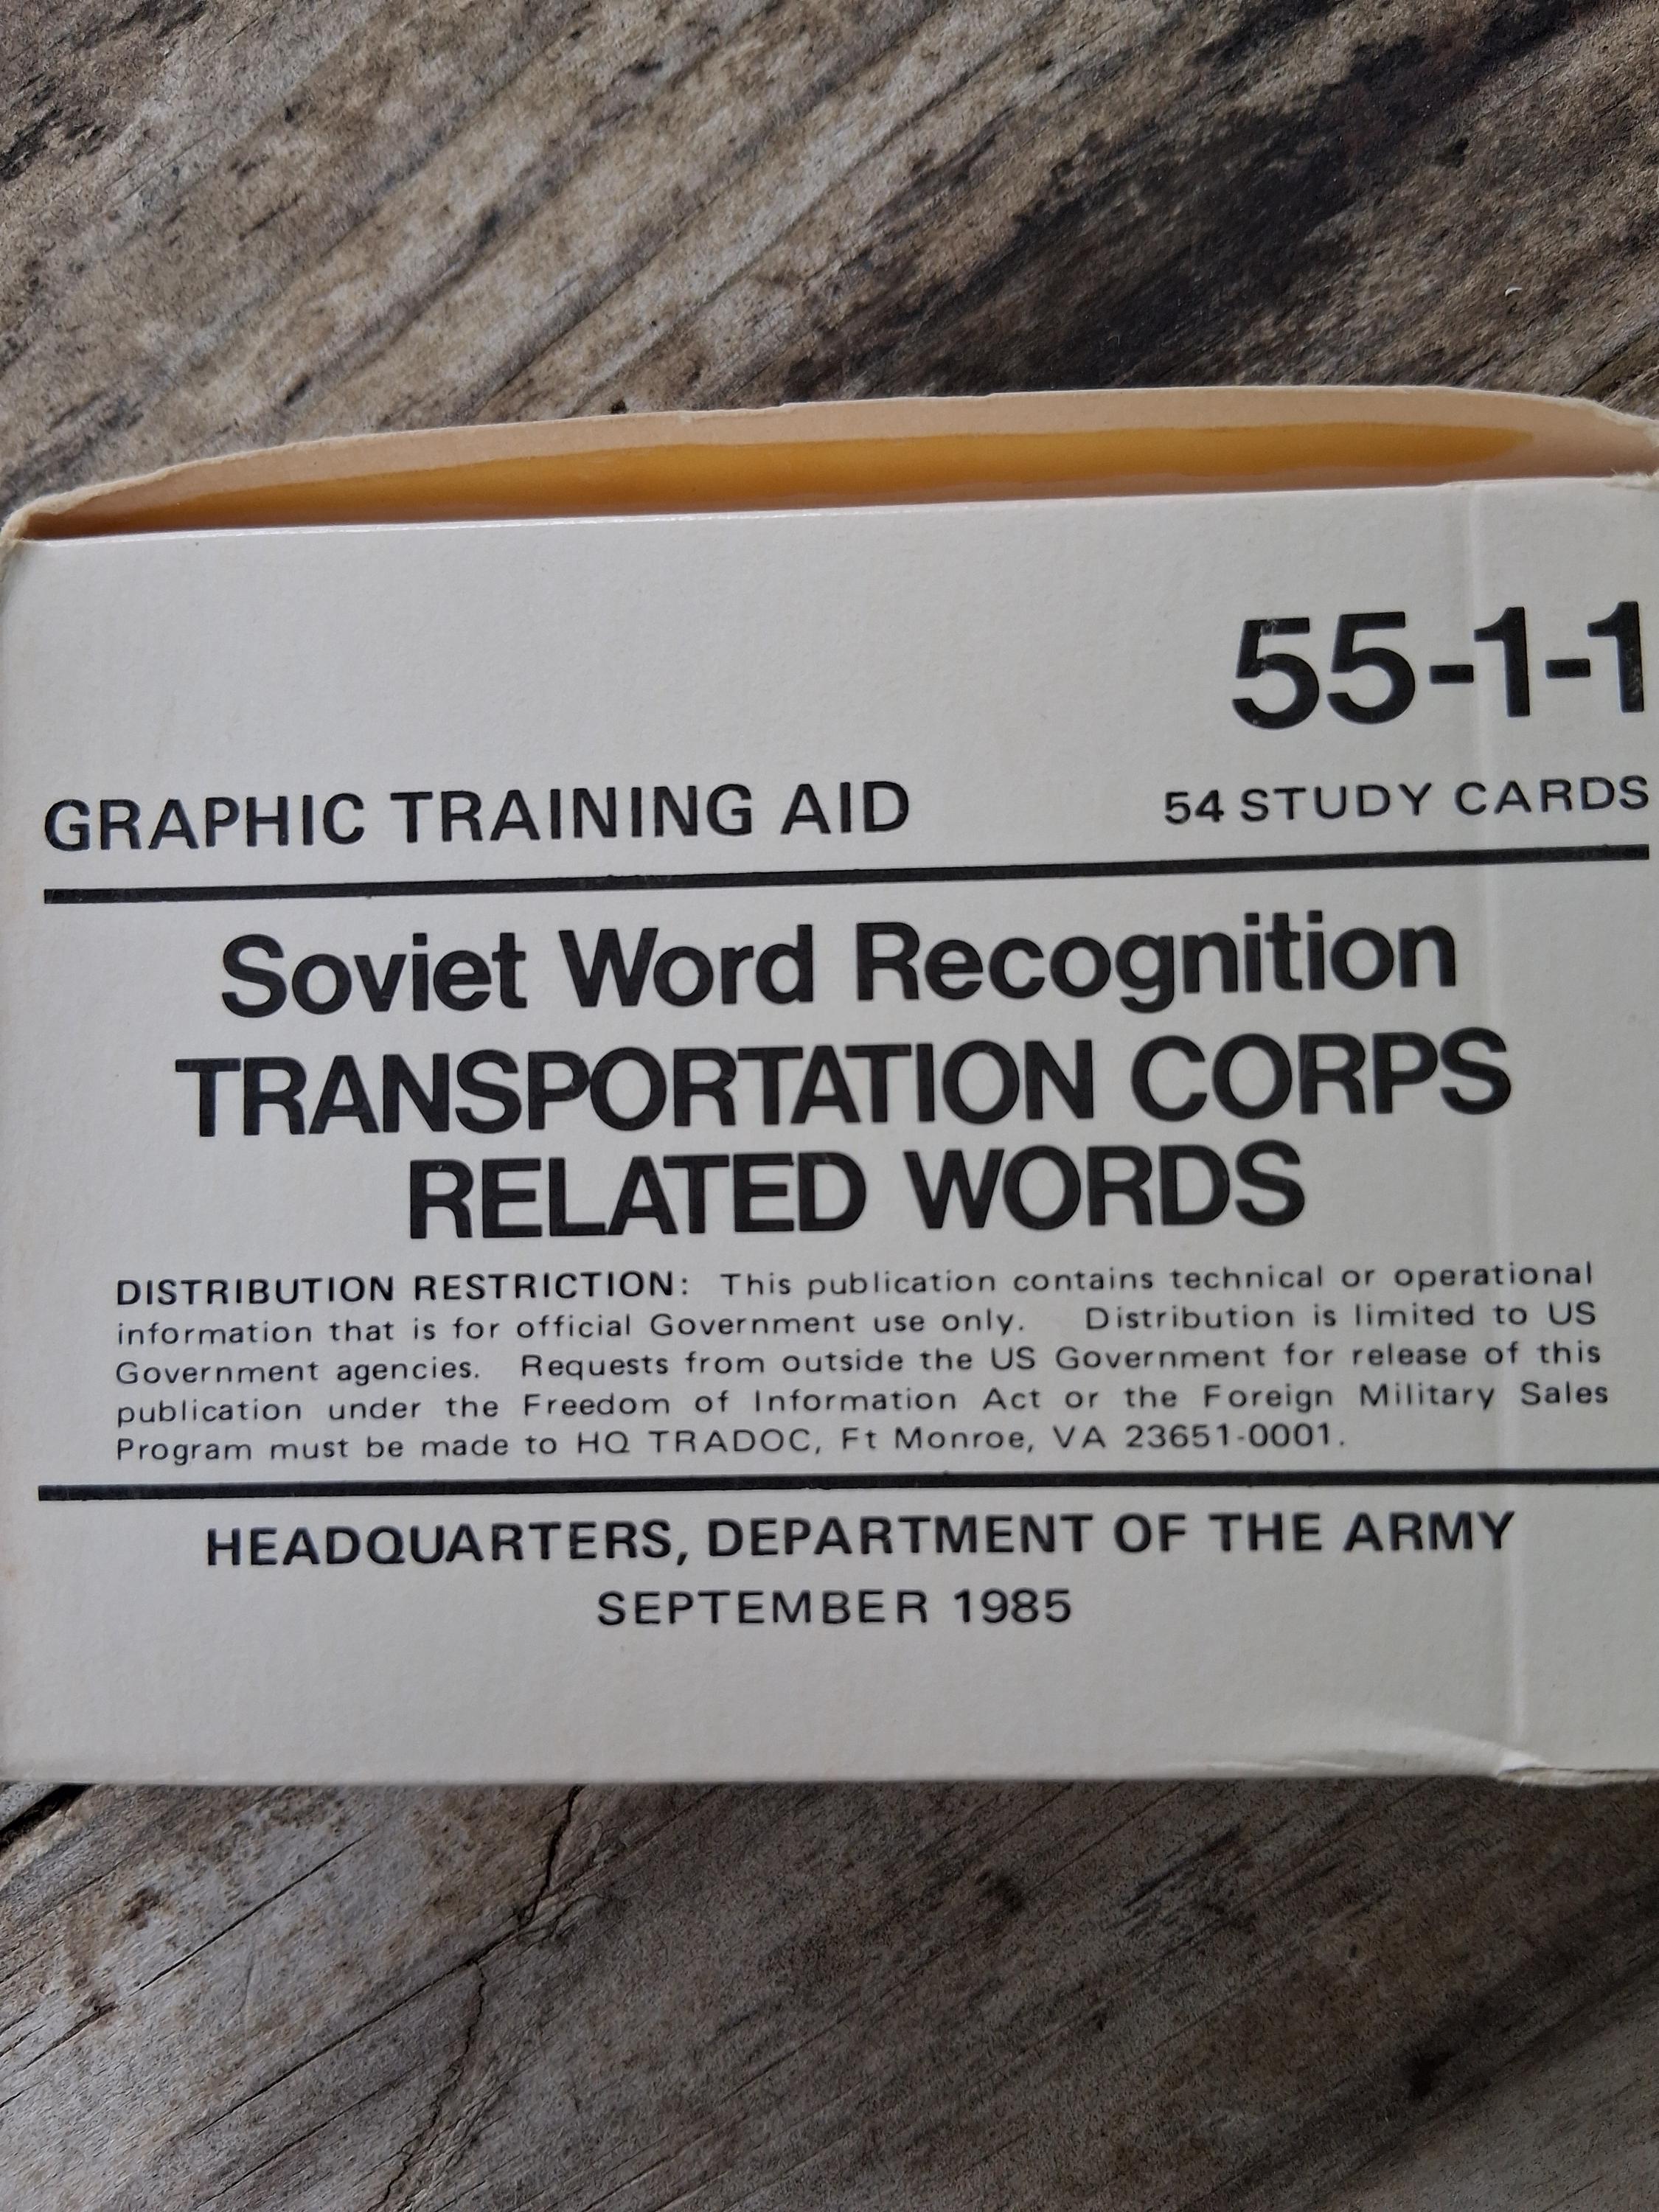 55-1-1
GRAPHIC TRAINING AID 54 STUDY CARDS
Soviet Word Recognition
TRANSPORTATION CORPS
RELATED WORDS
DISTRIBUTION RESTRICTION: This publication contains technical or operational
information that is for official Government use only. Distribution is limited to US
Government agencies. Requests from outside the US Government for release of this
publication under the Freedom of Information Act or the Foreign Military Sales
Program must be made to HQ TRADOC, Ft Monroe, VA 23651-0001.
HEADQUARTERS, DEPARTMENT OF THE ARMY
SEPTEMBER 1985